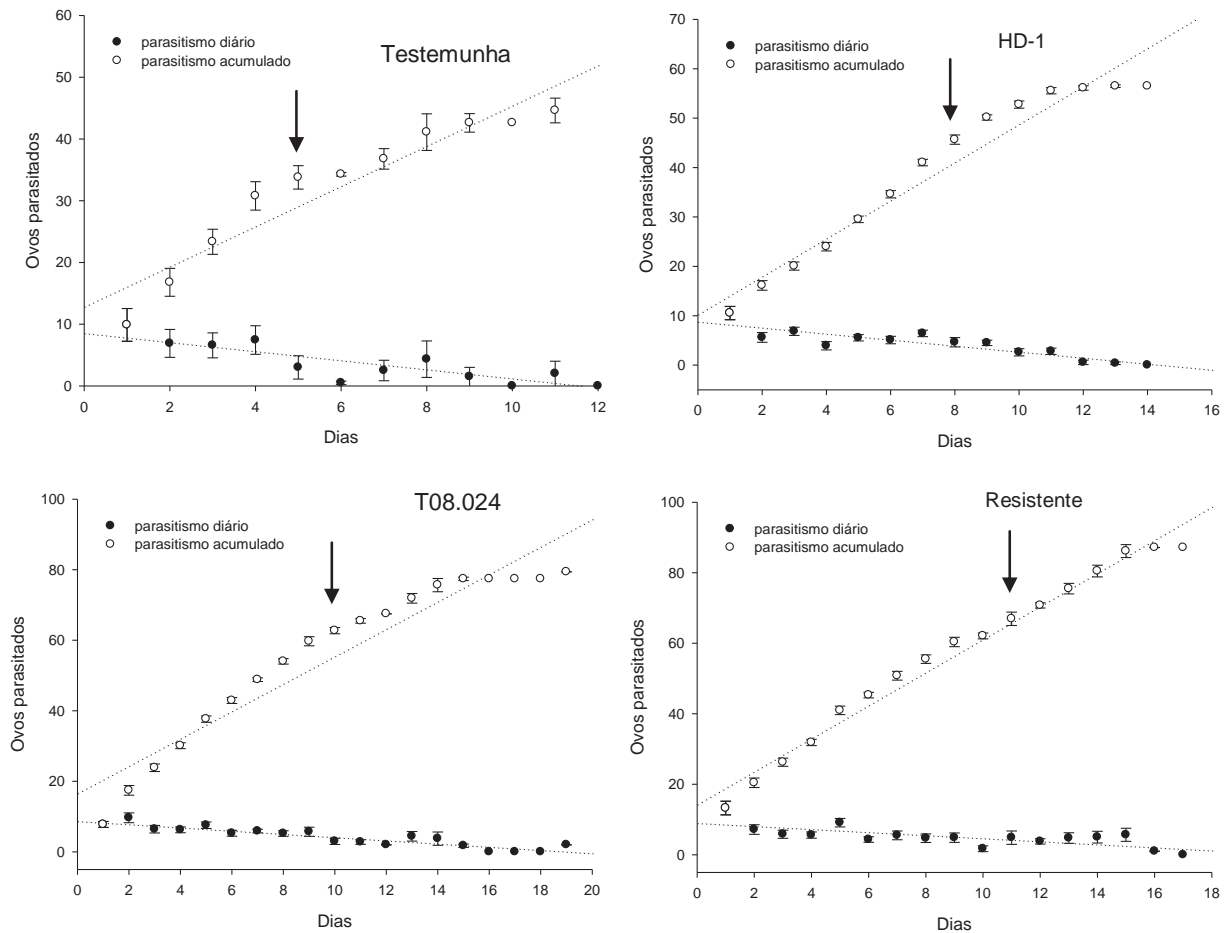 Testemunha
parasitismo diário
parasitismo acumulado
Ovos parasitados
60
50
40
30
20
10
0
0 2 4 6 8 10 12
Dias
HD-1
parasitismo diário
parasitismo acumulado
Ovos parasitados
70
60
50
40
30
20
10
0
0 2 4 6 8 10 12 14 16
Dias
T08.024
parasitismo diário
parasitismo acumulado
Ovos parasitados
100
80
60
40
20
0
0 2 4 6 8 10 12 14 16 18 20
Dias
Resistente
parasitismo diário
parasitismo acumulado
Ovos parasitados
100
80
60
40
20
0
0 2 4 6 8 10 12 14 16 18
Dias